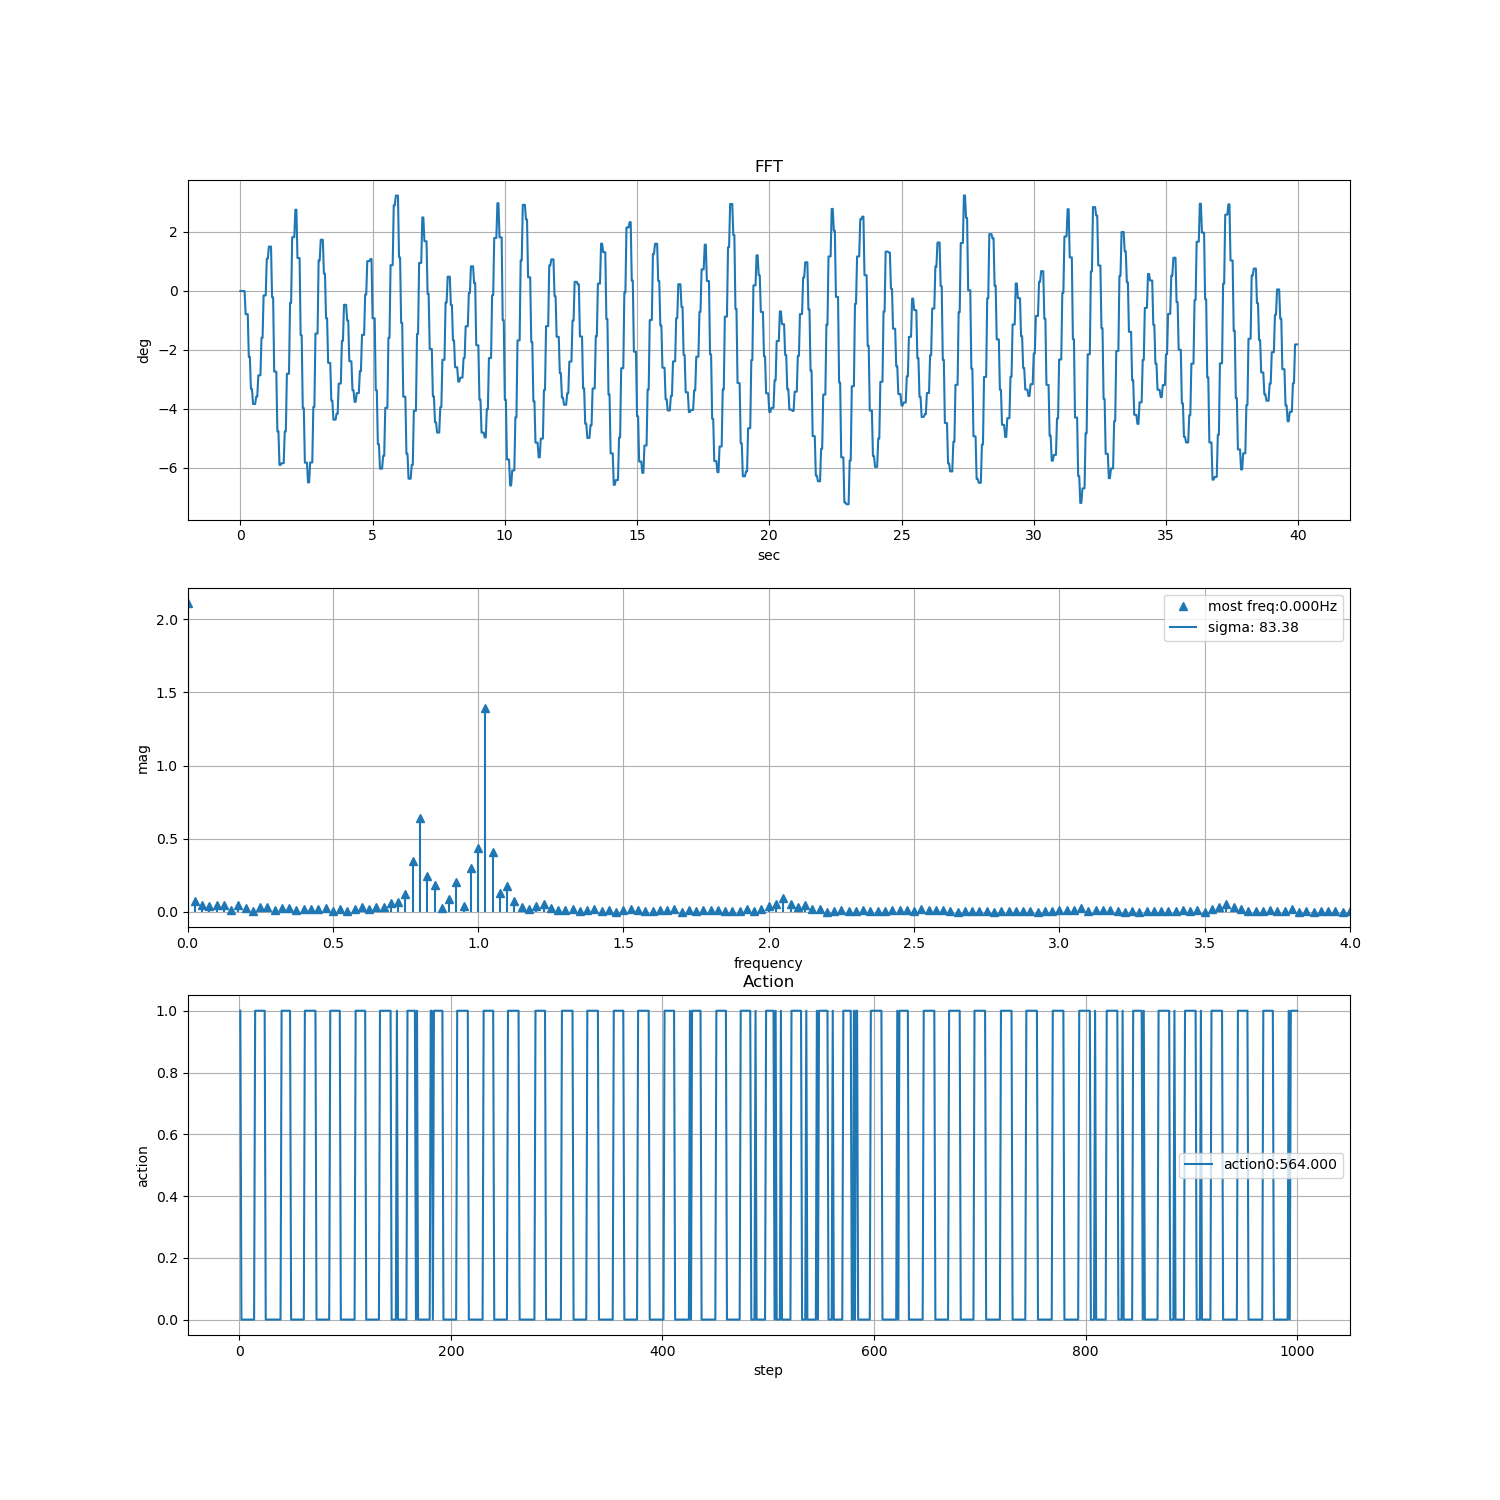 FFT
2
0
−2
−4
−6
deg
0 5 10 15 20 25 30 35 40
sec
2.0
1.5
1.0
0.5
0.0
mag
most freq:0.000Hz
sigma: 83.38
0.0 0.5 1.0 1.5 2.0 2.5 3.0 3.5 4.0
frequency
Action
1.0
0.8
0.6
0.4
0.2
0.0
action
action0:564.000
0 200 400 600 800 1000
step